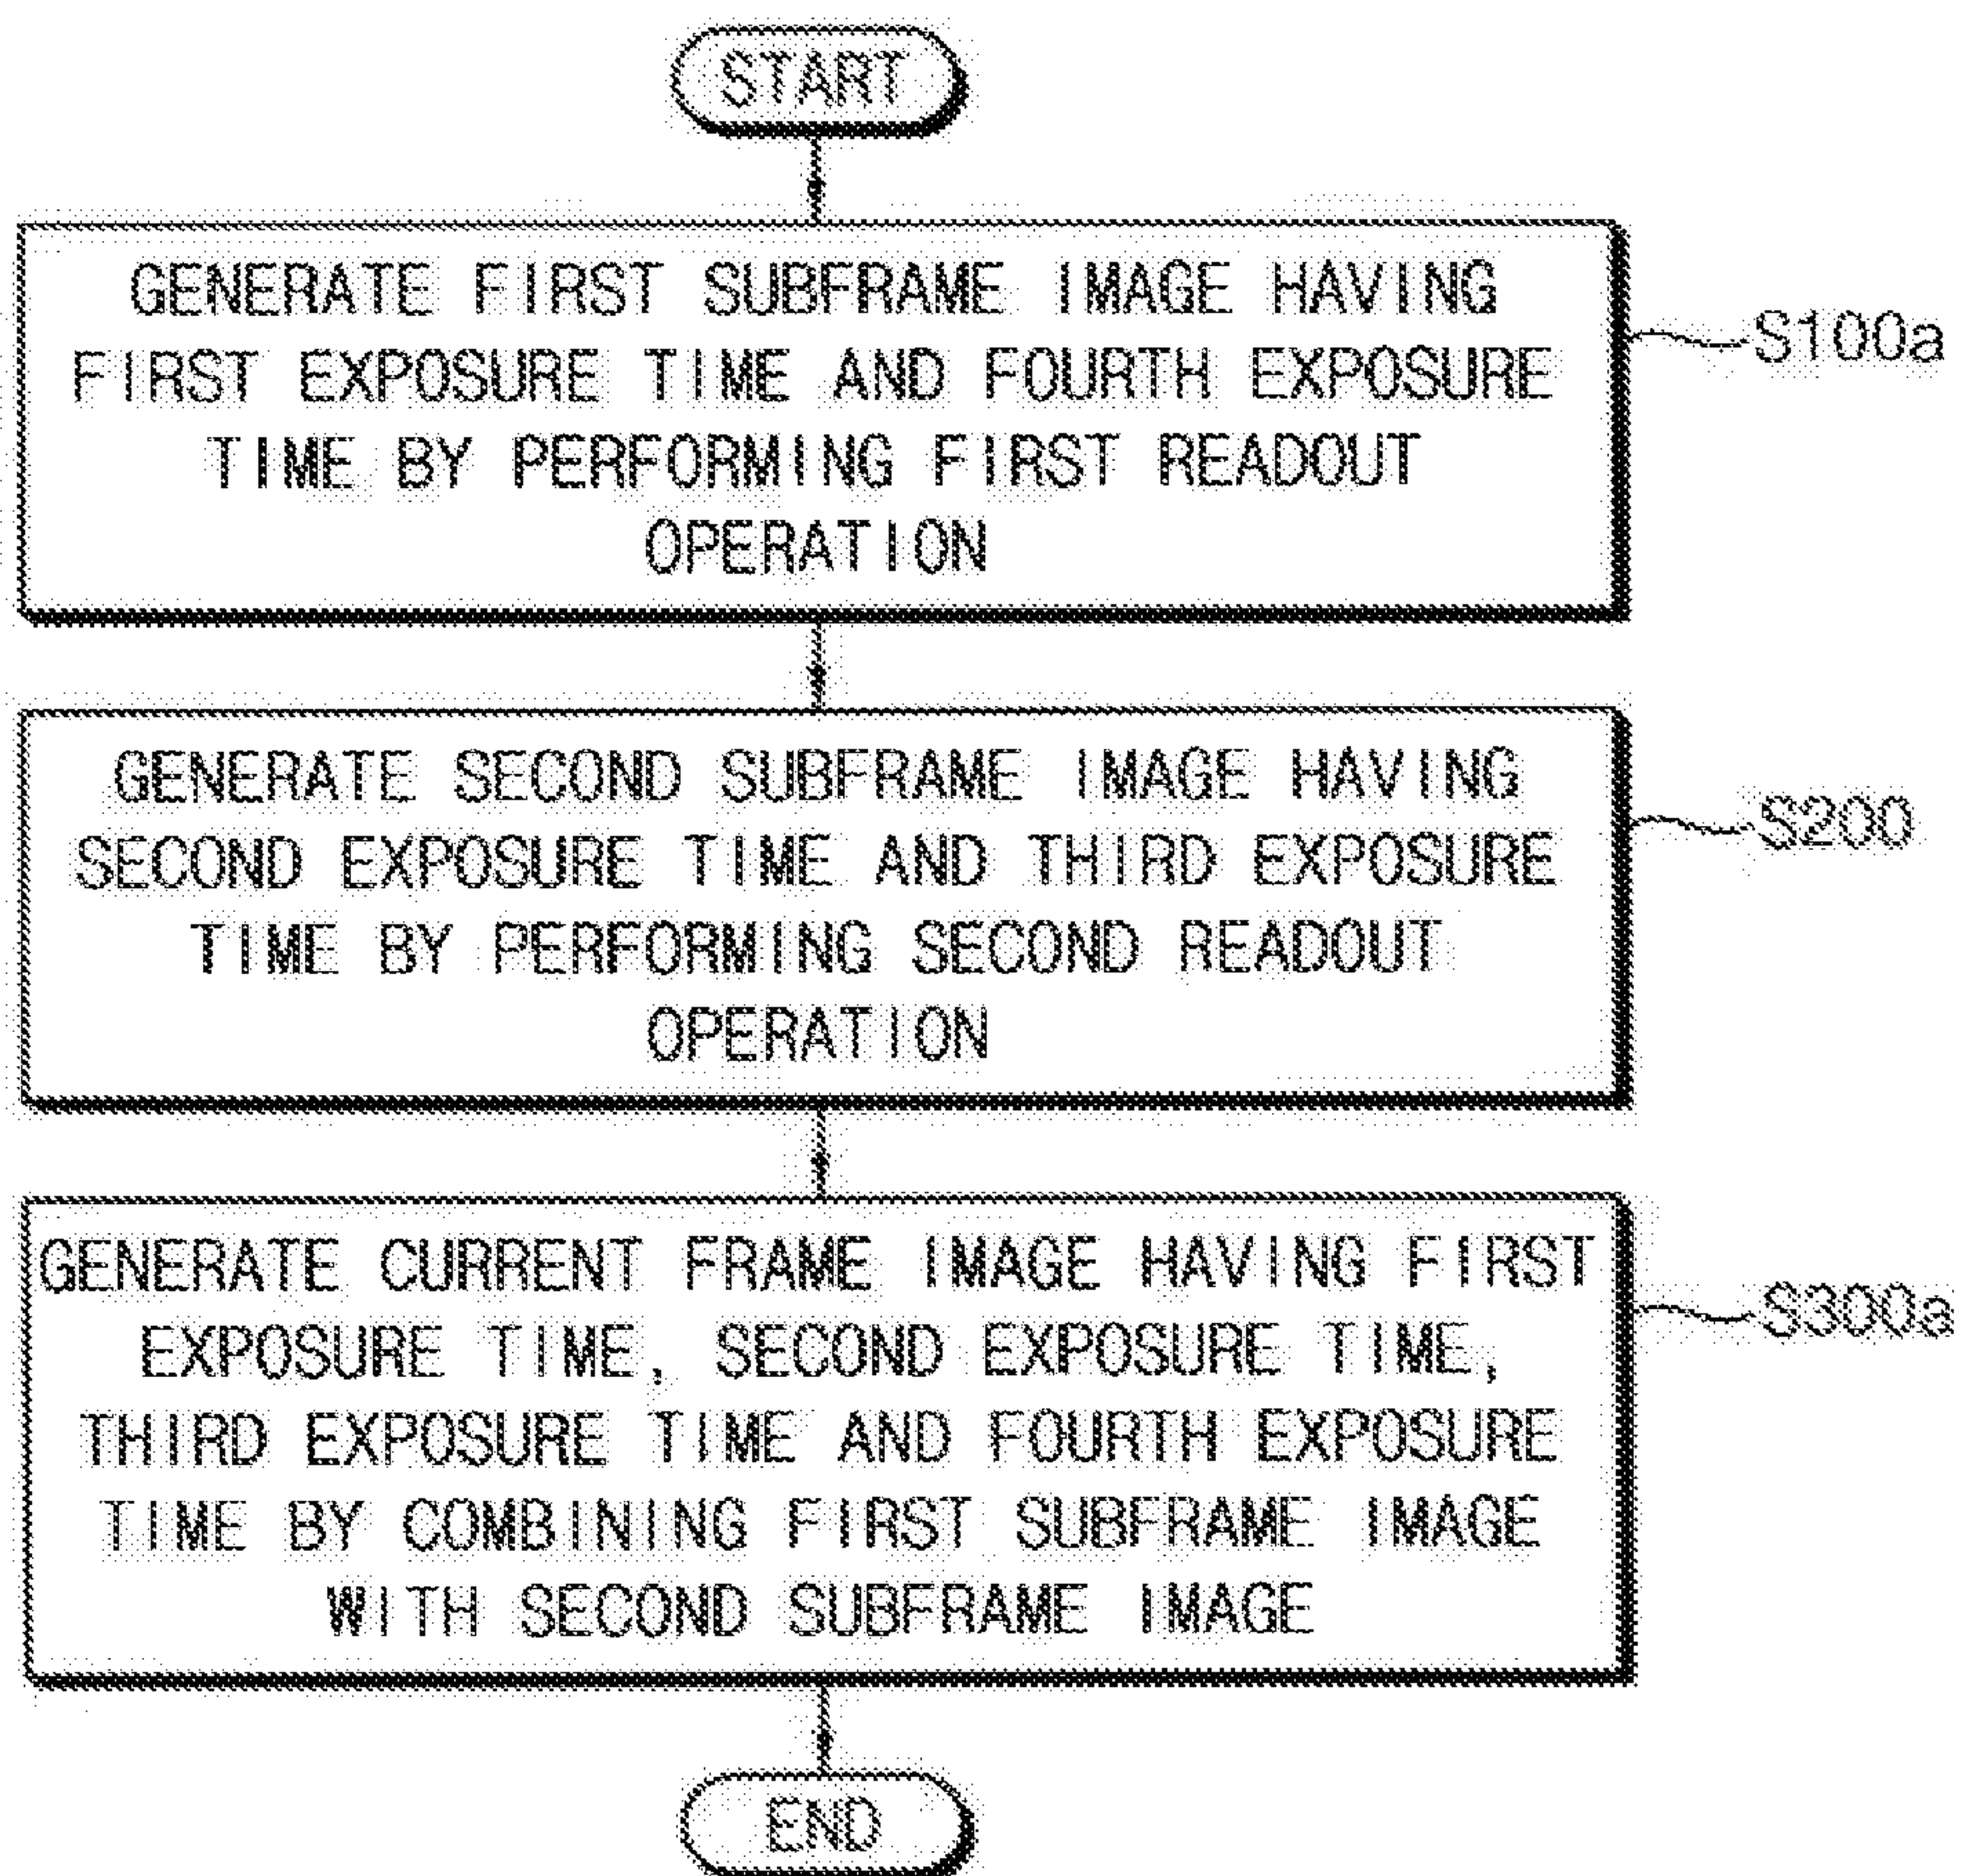 START
GENERATE FIRST SUBFRAME IMAGE HAVING
FIRST EXPOSURE TIME AND FOURTH EXPOSURE
TIME BY PERFORMING FIRST READOUT
OPERATION
S100a
GENERATE SECOND SUBFRAME IMAGE HAVING
SECOND EXPOSURE TIME AND THIRD EXPOSURE
TIME BY PERFORMING SECOND READOUT
OPERATION
S200
GENERATE CURRENT FRAME IMAGE HAVING FIRST
EXPOSURE TIME, SECOND EXPOSURE TIME,
THIRD EXPOSURE TIME AND FOURTH EXPOSURE
TIME BY COMBINING FIRST SUBFRAME IMAGE
WITH SECOND SUBFRAME IMAGE
S300a
END